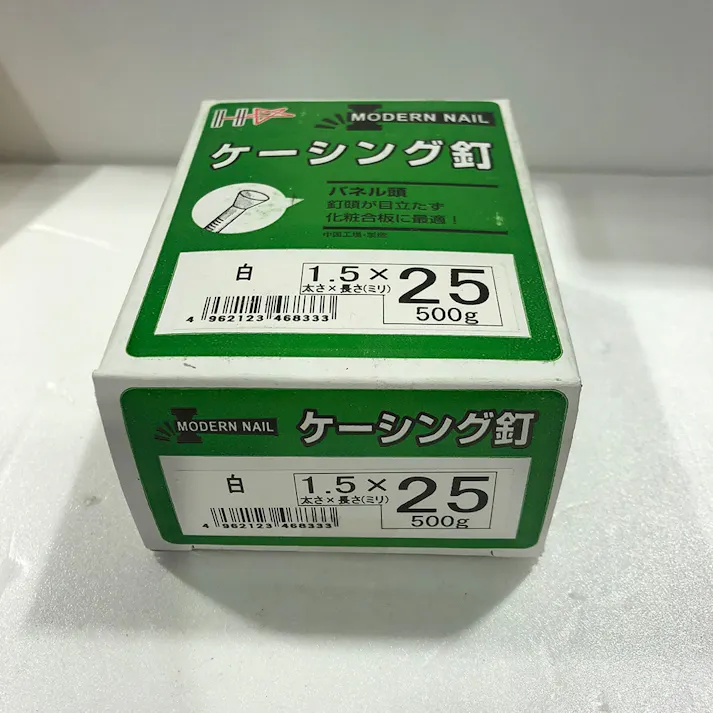 MODERN NAIL
ケーシング釘
パネル頭
釘頭が目立たず
化粧合板に最適！
白
1.5×25
太さ×長さ(ミリ)
500g
4 962123 468333
MODERN NAIL
ケーシング釘
白
1.5×25
太さ×長さ(ミリ)
500g
4 962123 468333